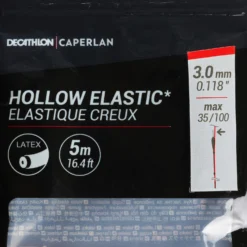 DECATHLON | CAPERLAN
3.0 mm
0.118"
HOLLOW ELASTIC*
ELASTIQUE CREUX
max
35/100
LATEX
5m
16.4ft